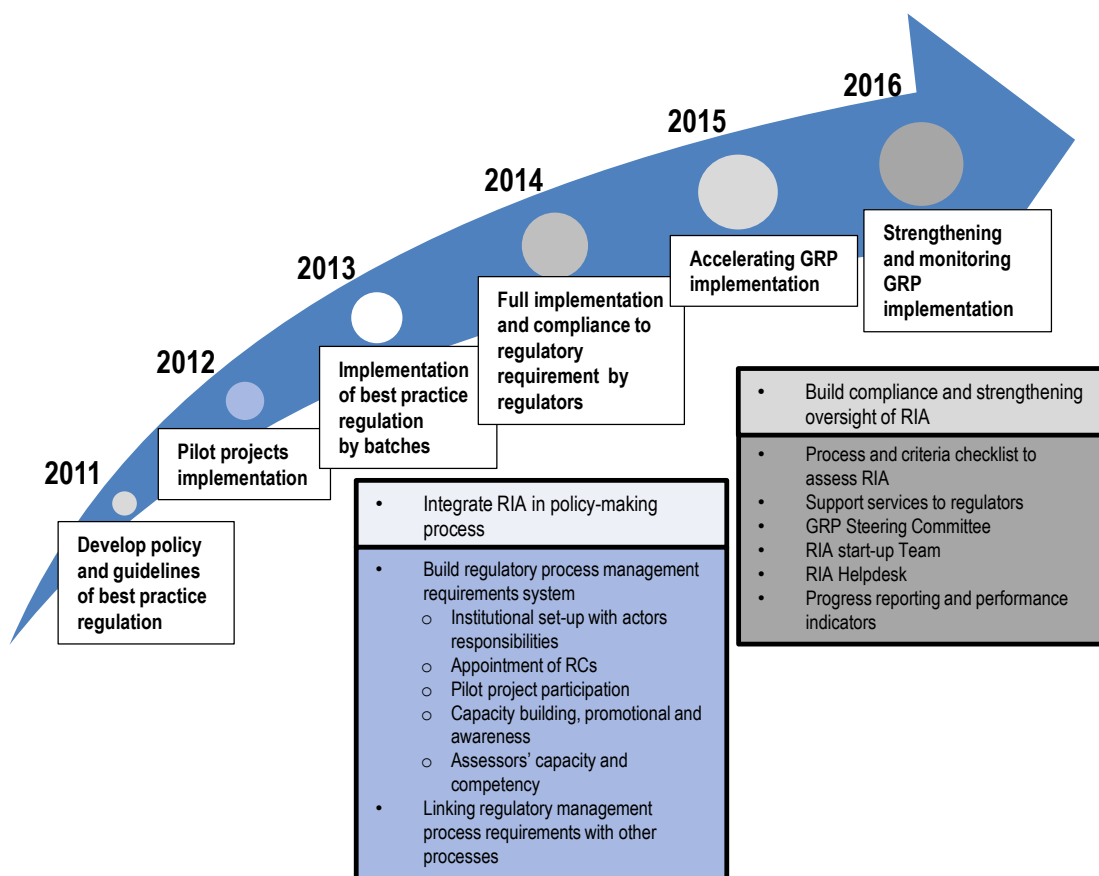 2011
Develop policy
and guidelines
of best practice
regulation
2012
Pilot projects
implementation
2013
Implementation
of best practice
regulation
by batches
2014
Full implementation
and compliance to
regulatory
requirement by
regulators
2015
Accelerating GRP
implementation
2016
Strengthening
and monitoring
GRP
implementation
• Integrate RIA in policy-making
process
• Build regulatory process management
requirements system
o Institutional set-up with actors
responsibilities
o Appointment of RCs
o Pilot project participation
o Capacity building, promotional and
awareness
o Assessors’ capacity and
competency
• Linking regulatory management
process requirements with other
processes
• Build compliance and strengthening
oversight of RIA
• Process and criteria checklist to
assess RIA
• Support services to regulators
• GRP Steering Committee
• RIA start-up Team
• RIA Helpdesk
• Progress reporting and performance
indicators